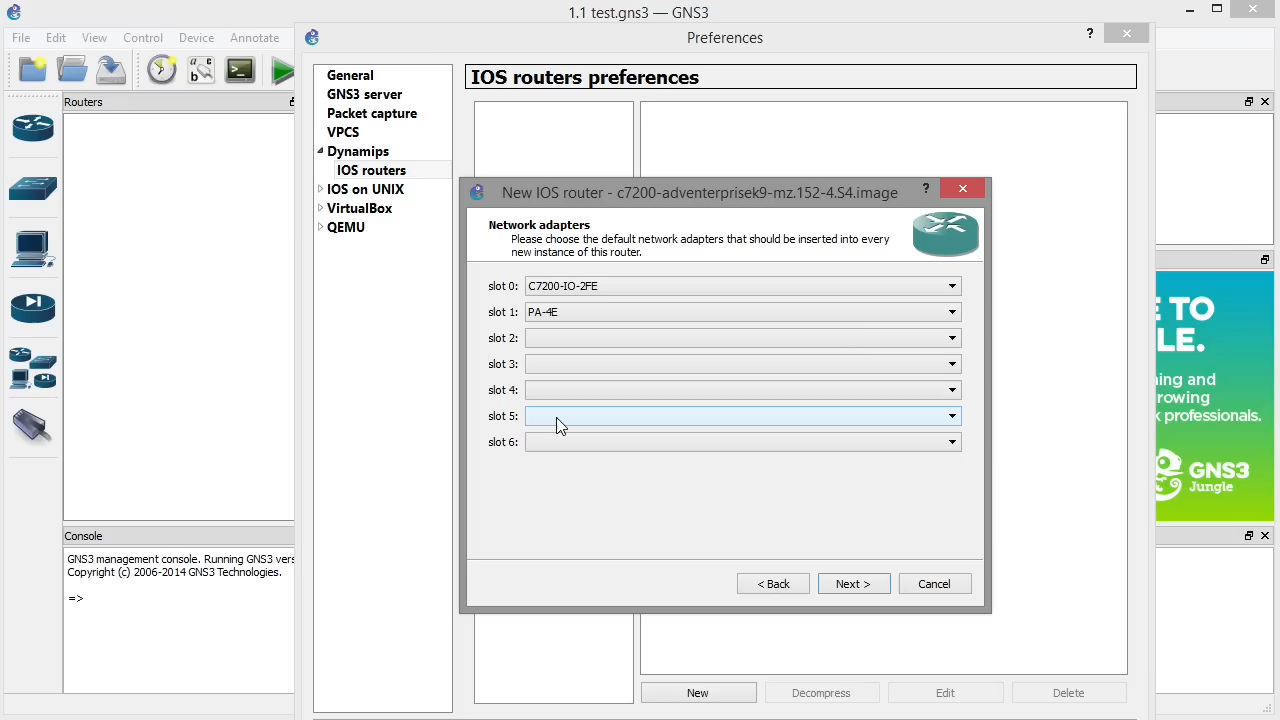 1.1 test.gns3 — GNS3
File Edit View Control Device Annotate
Preferences
?
Routers
General
GNS3 server
Packet capture
VPCS
Dynamips
IOS routers
IOS on UNIX
VirtualBox
QEMU
IOS routers preferences
New IOS router - c7200-adventerprisek9-mz.152-4.S4.image
?
Network adapters
Please choose the default network adapters that should be inserted into every
new instance of this router.
slot 0: C7200-IO-2FE
slot 1: PA-4E
slot 2:
slot 3:
slot 4:
slot 5:
slot 6:
< Back Next > Cancel
New Decompress Edit Delete
Console
GNS3 management console. Running GNS3 vers
Copyright (c) 2006-2014 GNS3 Technologies.
=>
E TO
LE.
ning and
rowing
k professionals.
GNS3
Jungle